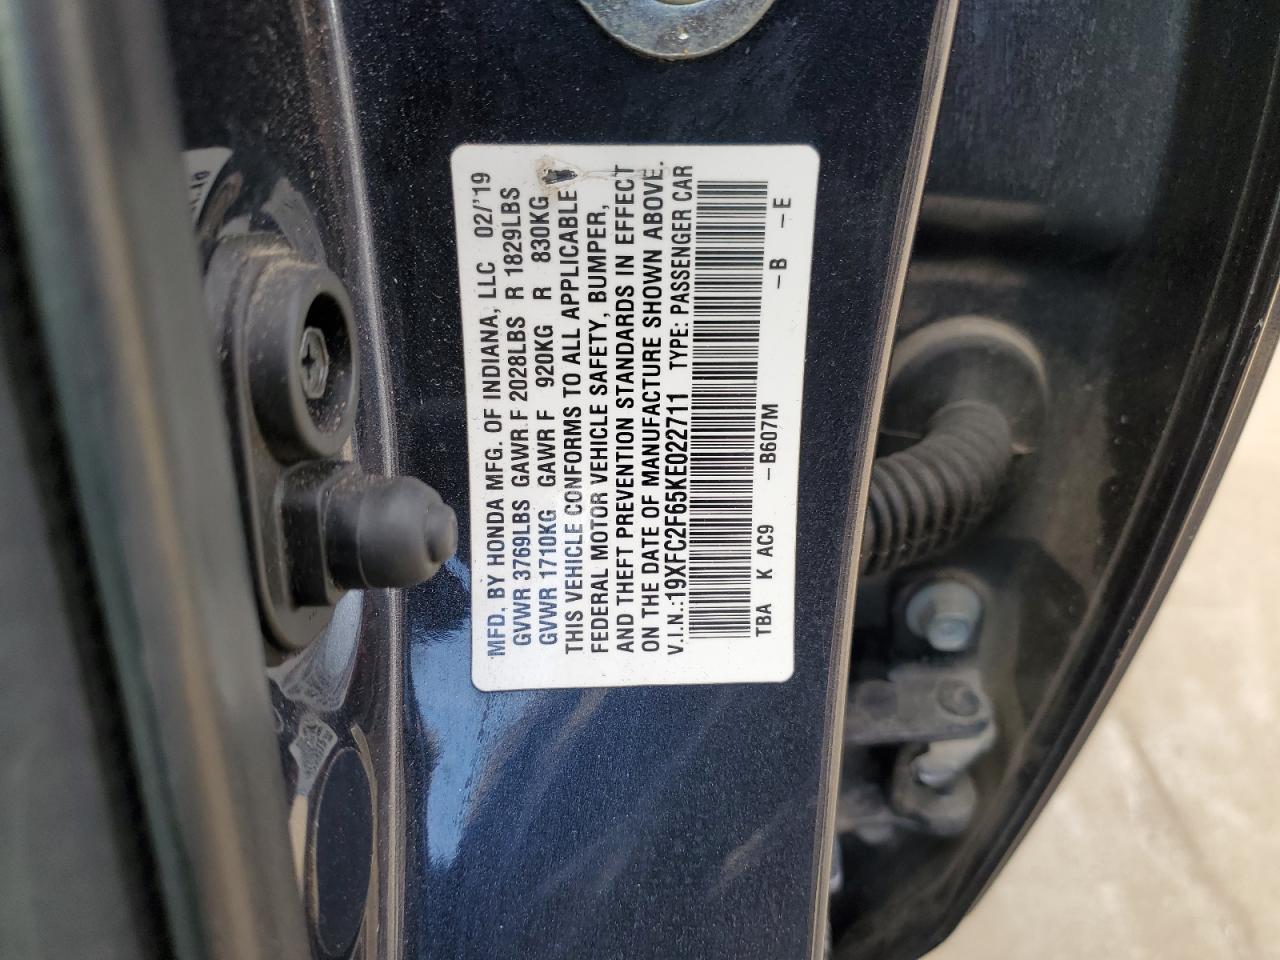 MFD. BY HONDA MFG. OF INDIANA, LLC 02/'19
GVWR 3769LBS GAWR F 2028LBS R 1829LBS
GVWR 1710KG GAWR F 920KG R 830KG
THIS VEHICLE CONFORMS TO ALL APPLICABLE
FEDERAL MOTOR VEHICLE SAFETY, BUMPER,
AND THEFT PREVENTION STANDARDS IN EFFECT
ON THE DATE OF MANUFACTURE SHOWN ABOVE.
V.I.N.:19XFC2F65KE022711 TYPE: PASSENGER CAR
TBA K AC9 –B607M –B –E